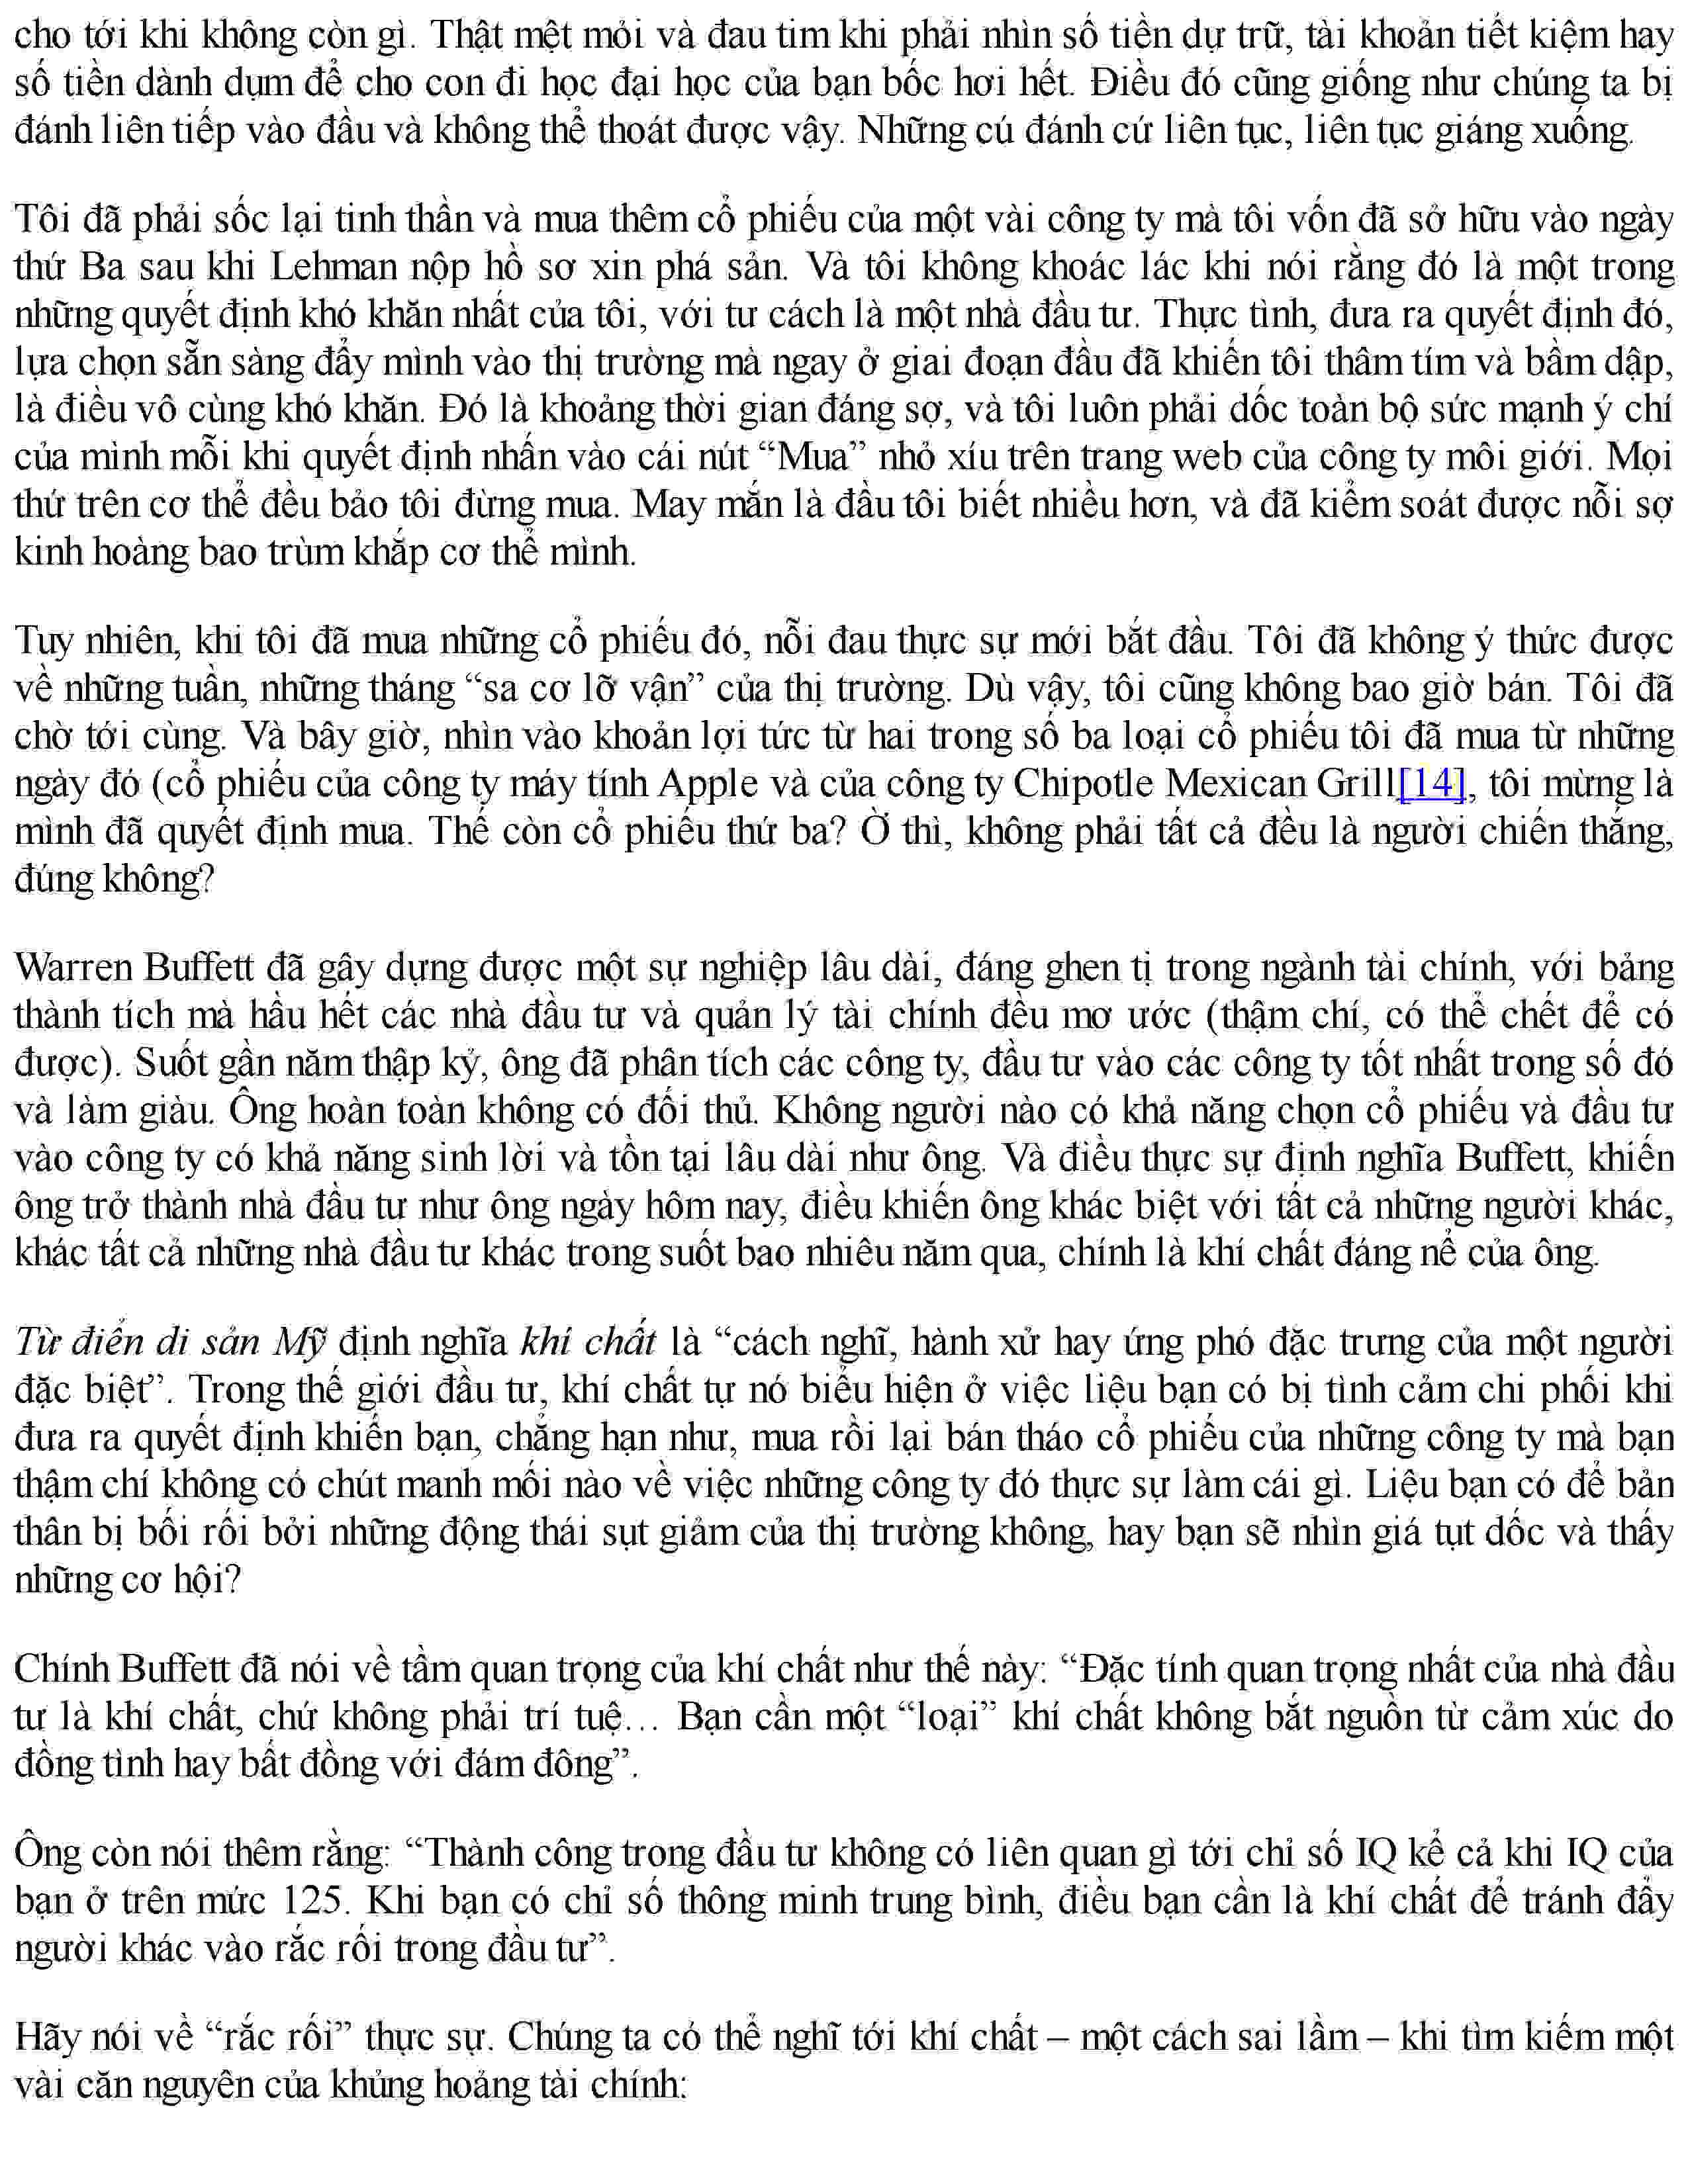 cho tới khi không còn gì. Thật mệt mỏi và đau tim khi phải nhìn số tiền dự trữ, tài khoản tiết kiệm hay
số tiền dành dụm để cho con đi học đại học của bạn bốc hơi hết. Điều đó cũng giống như chúng ta bị
đánh liên tiếp vào đầu và không thể thoát được vậy. Những cú đánh cứ liên tục, liên tục giáng xuống.
Tôi đã phải sốc lại tinh thần và mua thêm cổ phiếu của một vài công ty mà tôi vốn đã sở hữu vào ngày
thứ Ba sau khi Lehman nộp hồ sơ xin phá sản. Và tôi không khoác lác khi nói rằng đó là một trong
những quyết định khó khăn nhất của tôi, với tư cách là một nhà đầu tư. Thực tình, đưa ra quyết định đó,
lựa chọn sẵn sàng đẩy mình vào thị trường mà ngay ở giai đoạn đầu đã khiến tôi thâm tím và bầm dập,
là điều vô cùng khó khăn. Đó là khoảng thời gian đáng sợ, và tôi luôn phải dốc toàn bộ sức mạnh ý chí
của mình mỗi khi quyết định nhấn vào cái nút “Mua” nhỏ xíu trên trang web của công ty môi giới. Mọi
thứ trên cơ thể đều bảo tôi đừng mua. May mắn là đầu tôi biết nhiều hơn, và đã kiểm soát được nỗi sợ
kinh hoàng bao trùm khắp cơ thể mình.
Tuy nhiên, khi tôi đã mua những cổ phiếu đó, nỗi đau thực sự mới bắt đầu. Tôi đã không ý thức được
về những tuần, những tháng “sa cơ lỡ vận” của thị trường. Dù vậy, tôi cũng không bao giờ bán. Tôi đã
chờ tới cùng. Và bây giờ, nhìn vào khoản lợi tức từ hai trong số ba loại cổ phiếu tôi đã mua từ những
ngày đó (cổ phiếu của công ty máy tính Apple và của công ty Chipotle Mexican Grill[14], tôi mừng là
mình đã quyết định mua. Thế còn cổ phiếu thứ ba? Ờ thì, không phải tất cả đều là người chiến thắng,
đúng không?
Warren Buffett đã gây dựng được một sự nghiệp lâu dài, đáng ghen tị trong ngành tài chính, với bảng
thành tích mà hầu hết các nhà đầu tư và quản lý tài chính đều mơ ước (thậm chí, có thể chết để có
được). Suốt gần năm thập kỷ, ông đã phân tích các công ty, đầu tư vào các công ty tốt nhất trong số đó
và làm giàu. Ông hoàn toàn không có đối thủ. Không người nào có khả năng chọn cổ phiếu và đầu tư
vào công ty có khả năng sinh lời và tồn tại lâu dài như ông. Và điều thực sự định nghĩa Buffett, khiến
ông trở thành nhà đầu tư như ông ngày hôm nay, điều khiến ông khác biệt với tất cả những người khác,
khác tất cả những nhà đầu tư khác trong suốt bao nhiêu năm qua, chính là khí chất đáng nể của ông.
Từ điển di sản Mỹ định nghĩa khí chất là “cách nghĩ, hành xử hay ứng phó đặc trưng của một người
đặc biệt”. Trong thế giới đầu tư, khí chất tự nó biểu hiện ở việc liệu bạn có bị tình cảm chi phối khi
đưa ra quyết định khiến bạn, chẳng hạn như, mua rồi lại bán tháo cổ phiếu của những công ty mà bạn
thậm chí không có chút manh mối nào về việc những công ty đó thực sự làm cái gì. Liệu bạn có để bản
thân bị bối rối bởi những động thái sụt giảm của thị trường không, hay bạn sẽ nhìn giá tụt dốc và thấy
những cơ hội?
Chính Buffett đã nói về tầm quan trọng của khí chất như thế này: “Đặc tính quan trọng nhất của nhà đầu
tư là khí chất, chứ không phải trí tuệ… Bạn cần một “loại” khí chất không bắt nguồn từ cảm xúc do
đồng tình hay bất đồng với đám đông”.
Ông còn nói thêm rằng: “Thành công trong đầu tư không có liên quan gì tới chỉ số IQ kể cả khi IQ của
bạn ở trên mức 125. Khi bạn có chỉ số thông minh trung bình, điều bạn cần là khí chất để tránh đẩy
người khác vào rắc rối trong đầu tư”.
Hãy nói về “rắc rối” thực sự. Chúng ta có thể nghĩ tới khí chất – một cách sai lầm – khi tìm kiếm một
vài căn nguyên của khủng hoảng tài chính: